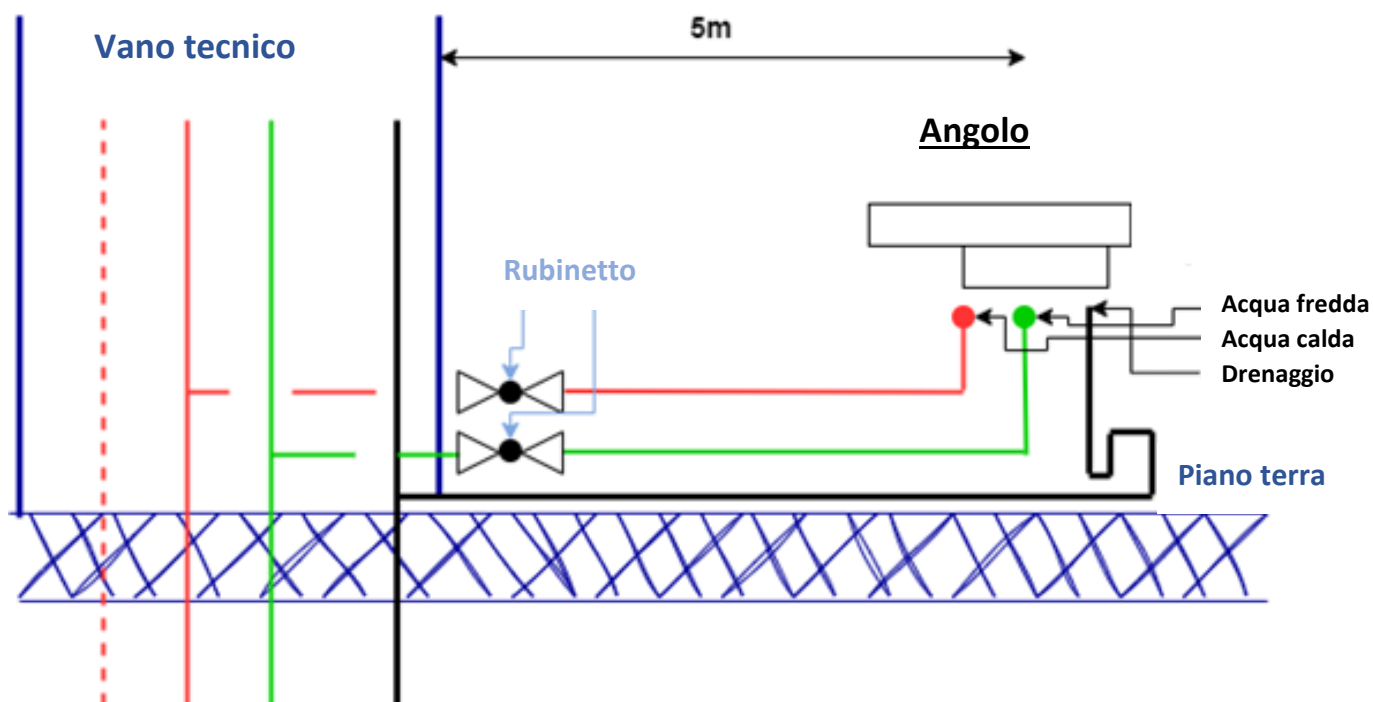 5m
Vano tecnico
Angolo
Rubinetto
Acqua fredda
Acqua calda
Drenaggio
Piano terra